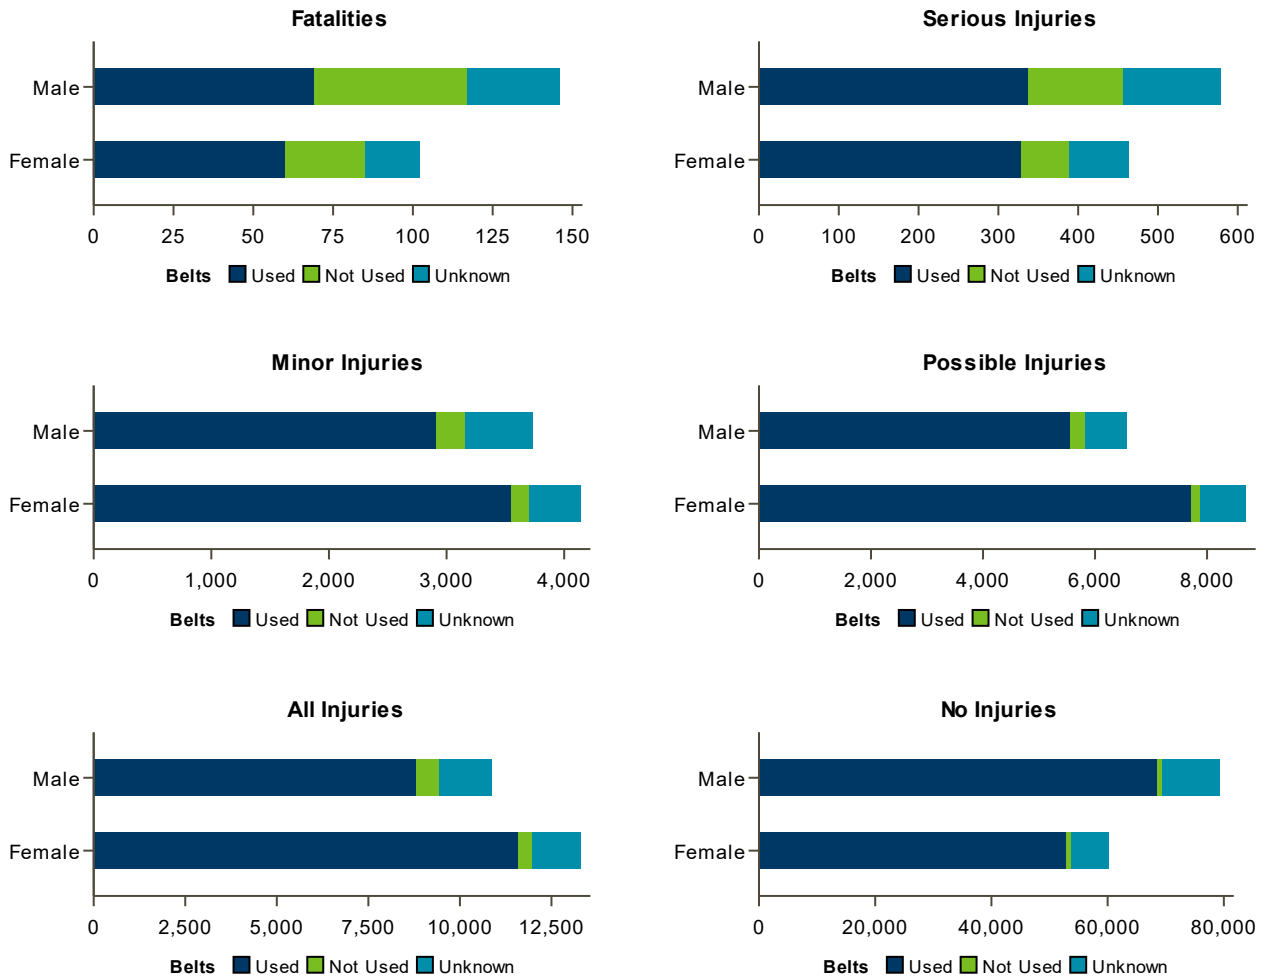 Fatalities
Male
Female
0 25 50 75 100 125 150
Belts Used Not Used Unknown
Serious Injuries
Male
Female
0 100 200 300 400 500 600
Belts Used Not Used Unknown
Minor Injuries
Male
Female
0 1,000 2,000 3,000 4,000
Belts Used Not Used Unknown
Possible Injuries
Male
Female
0 2,000 4,000 6,000 8,000
Belts Used Not Used Unknown
All Injuries
Male
Female
0 2,500 5,000 7,500 10,000 12,500
Belts Used Not Used Unknown
No Injuries
Male
Female
0 20,000 40,000 60,000 80,000
Belts Used Not Used Unknown